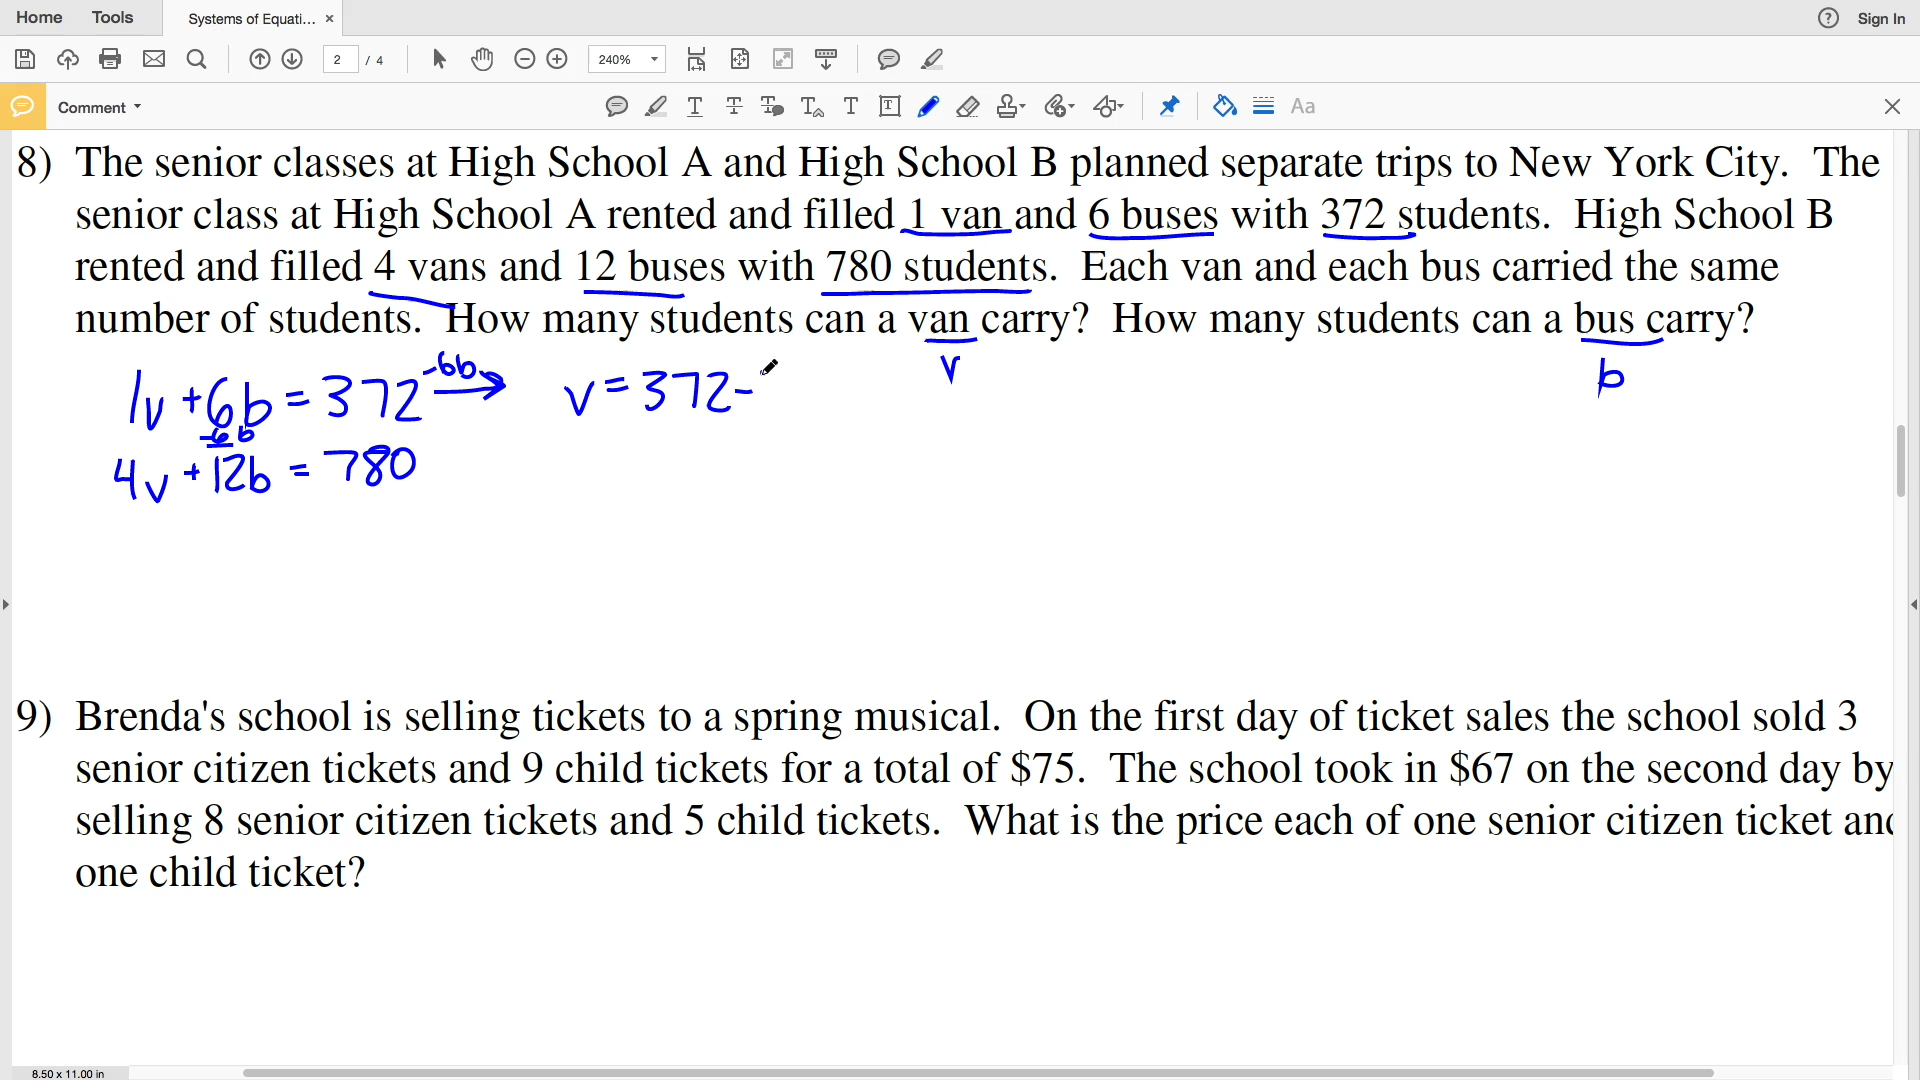 Home Tools Systems of Equati... × ? Sign In
2 / 4 240%
Comment T T T T T T Aa
8) The senior classes at High School A and High School B planned separate trips to New York City. The
senior class at High School A rented and filled 1 van and 6 buses with 372 students. High School B
rented and filled 4 vans and 12 buses with 780 students. Each van and each bus carried the same
number of students. How many students can a van carry? How many students can a bus carry?
v b
-6b
1v + 6b = 372 → v = 372 -
-6b
4v + 12b = 780
9) Brenda's school is selling tickets to a spring musical. On the first day of ticket sales the school sold 3
senior citizen tickets and 9 child tickets for a total of $75. The school took in $67 on the second day by
selling 8 senior citizen tickets and 5 child tickets. What is the price each of one senior citizen ticket and
one child ticket?
8.50 x 11.00 in